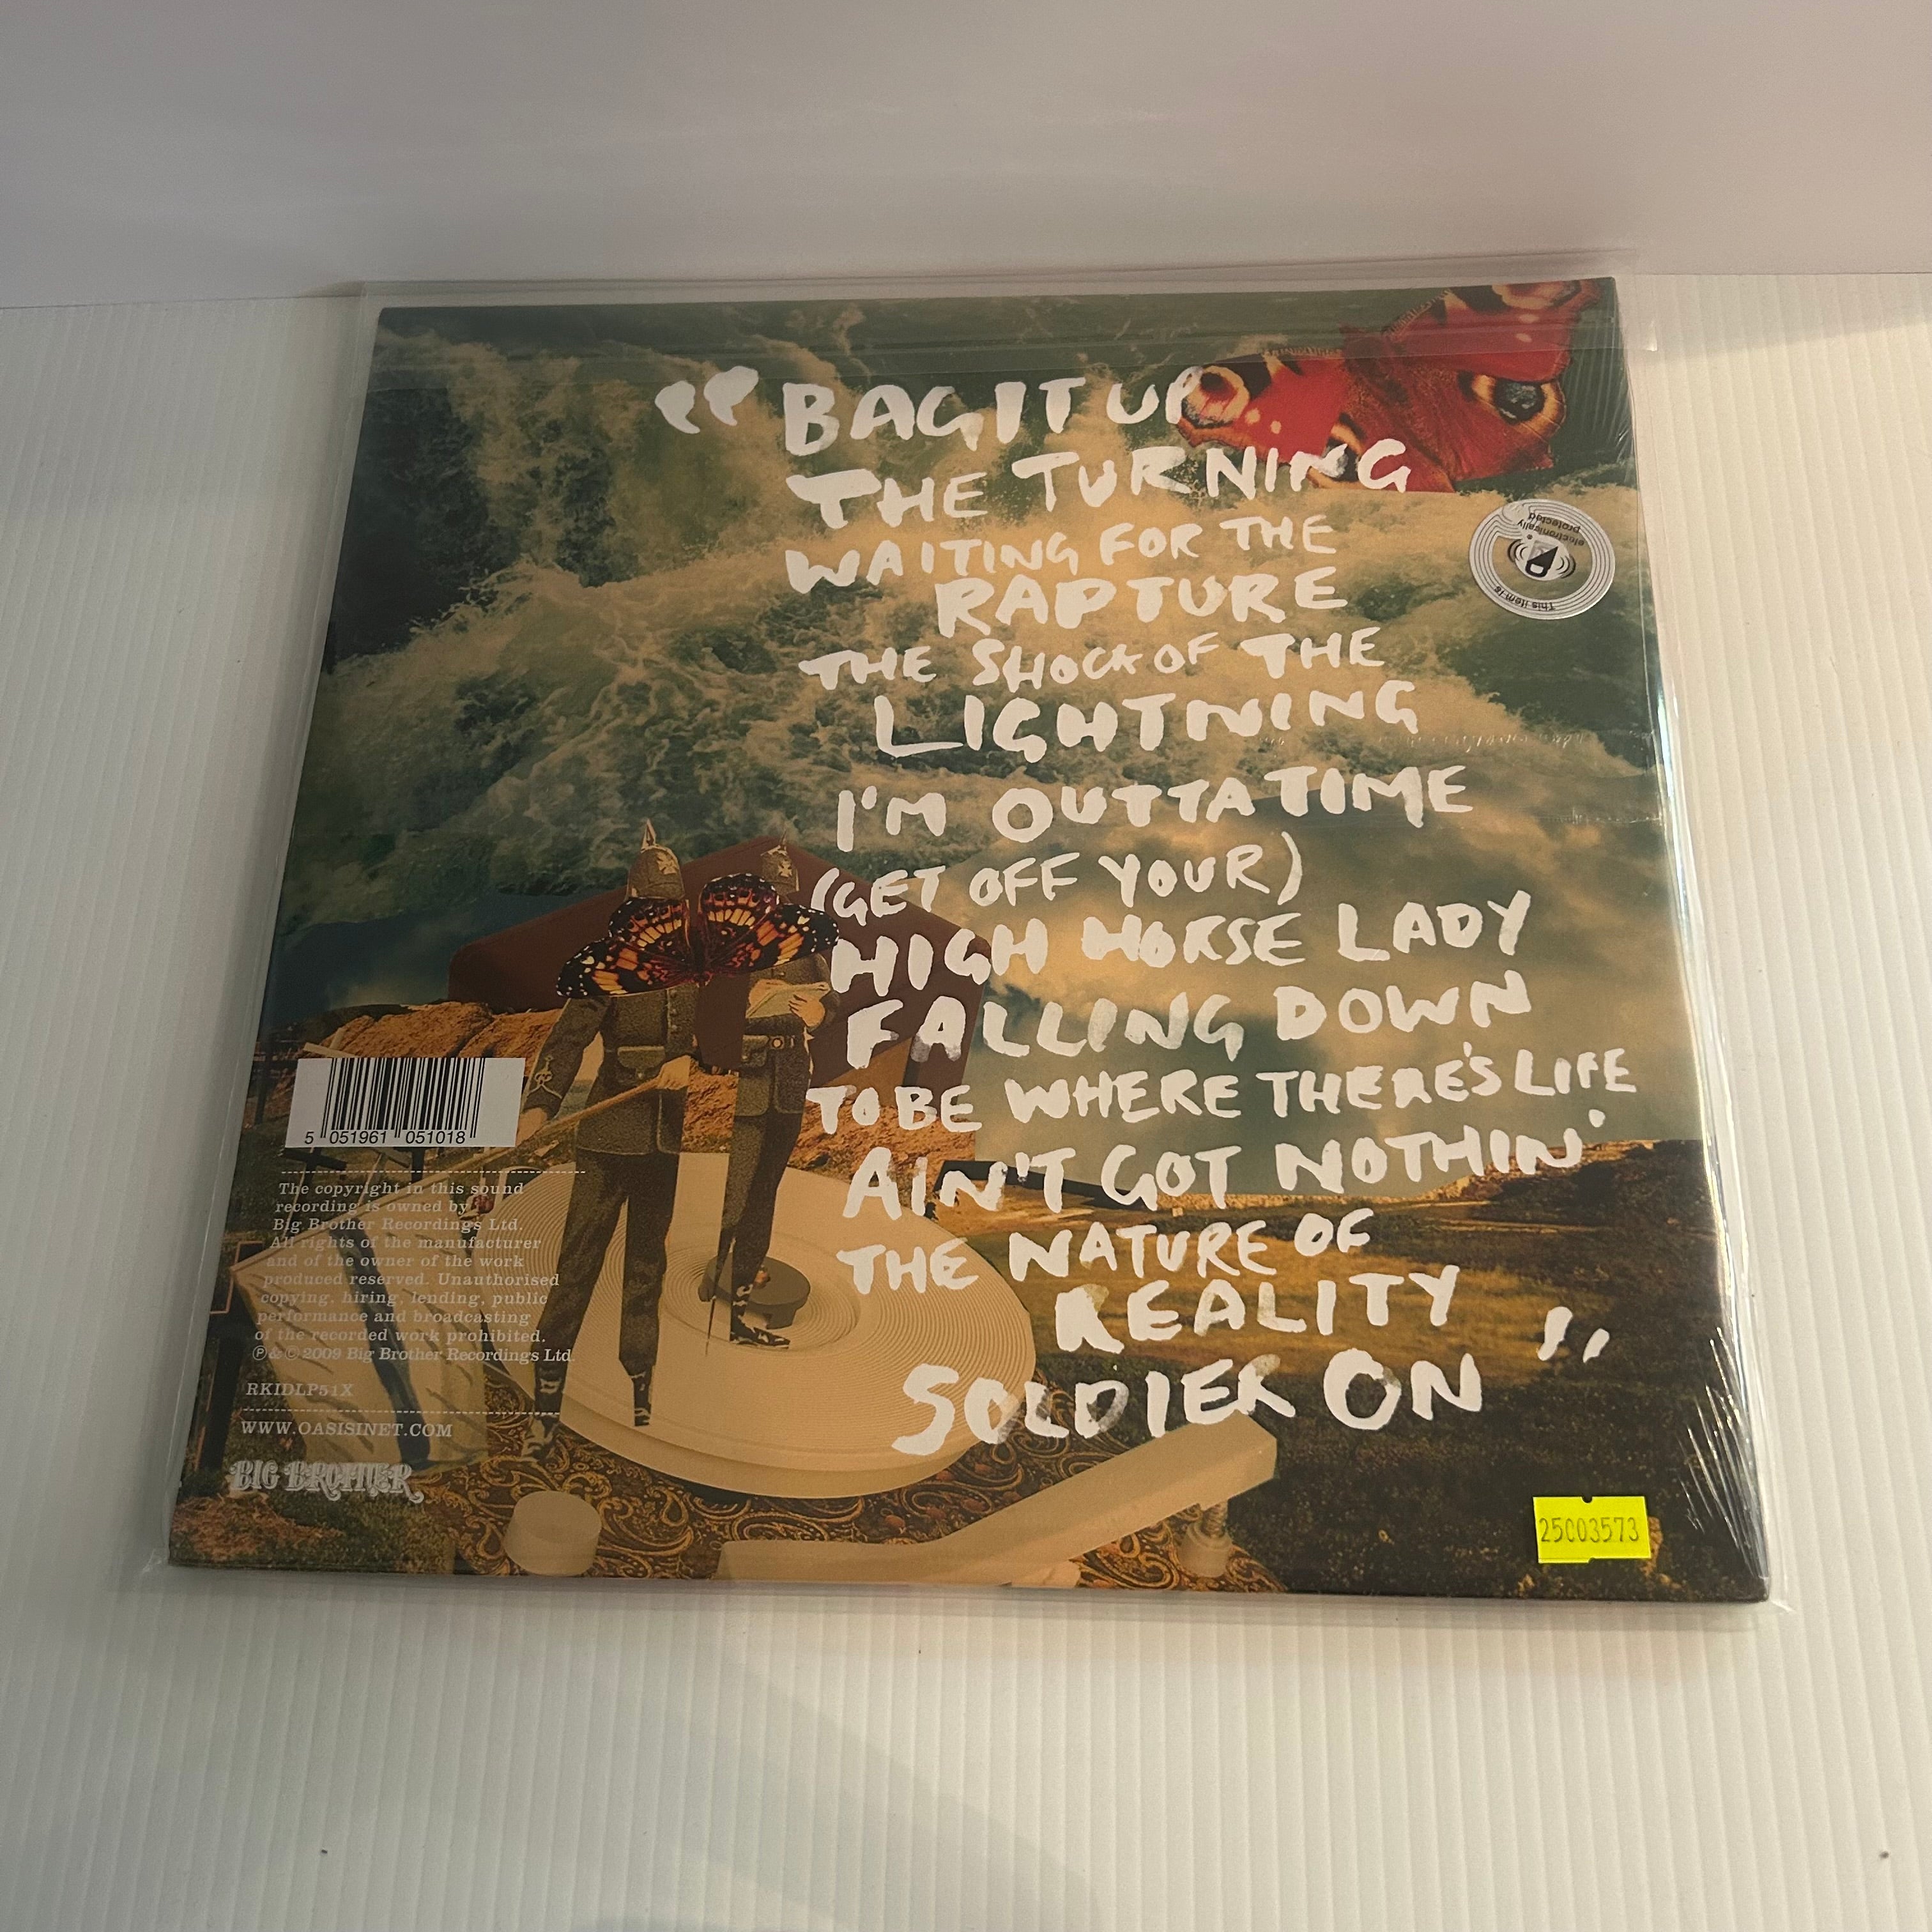 “BAG IT UP
THE TURNING
WAITING FOR THE
RAPTURE
THE SHOCK OF THE
LIGHTNING
I'M OUTTA TIME
(GET OFF YOUR)
HIGH HORSE LADY
FALLING DOWN
TO BE WHERE THERE'S LIFE
AIN'T GOT NOTHIN'
THE NATURE OF
REALITY
SOLDIER ON”
This item is
electronically
protected
5 051961 051018
The copyright in this sound
recording is owned by
Big Brother Recordings Ltd.
All rights of the manufacturer
and of the owner of the work
produced reserved. Unauthorised
copying, hiring, lending, public
performance and broadcasting
of the recorded work prohibited.
℗ & © 2009 Big Brother Recordings Ltd.
RKIDLP51X
WWW.OASISINET.COM
BIG BROTHER
25003573